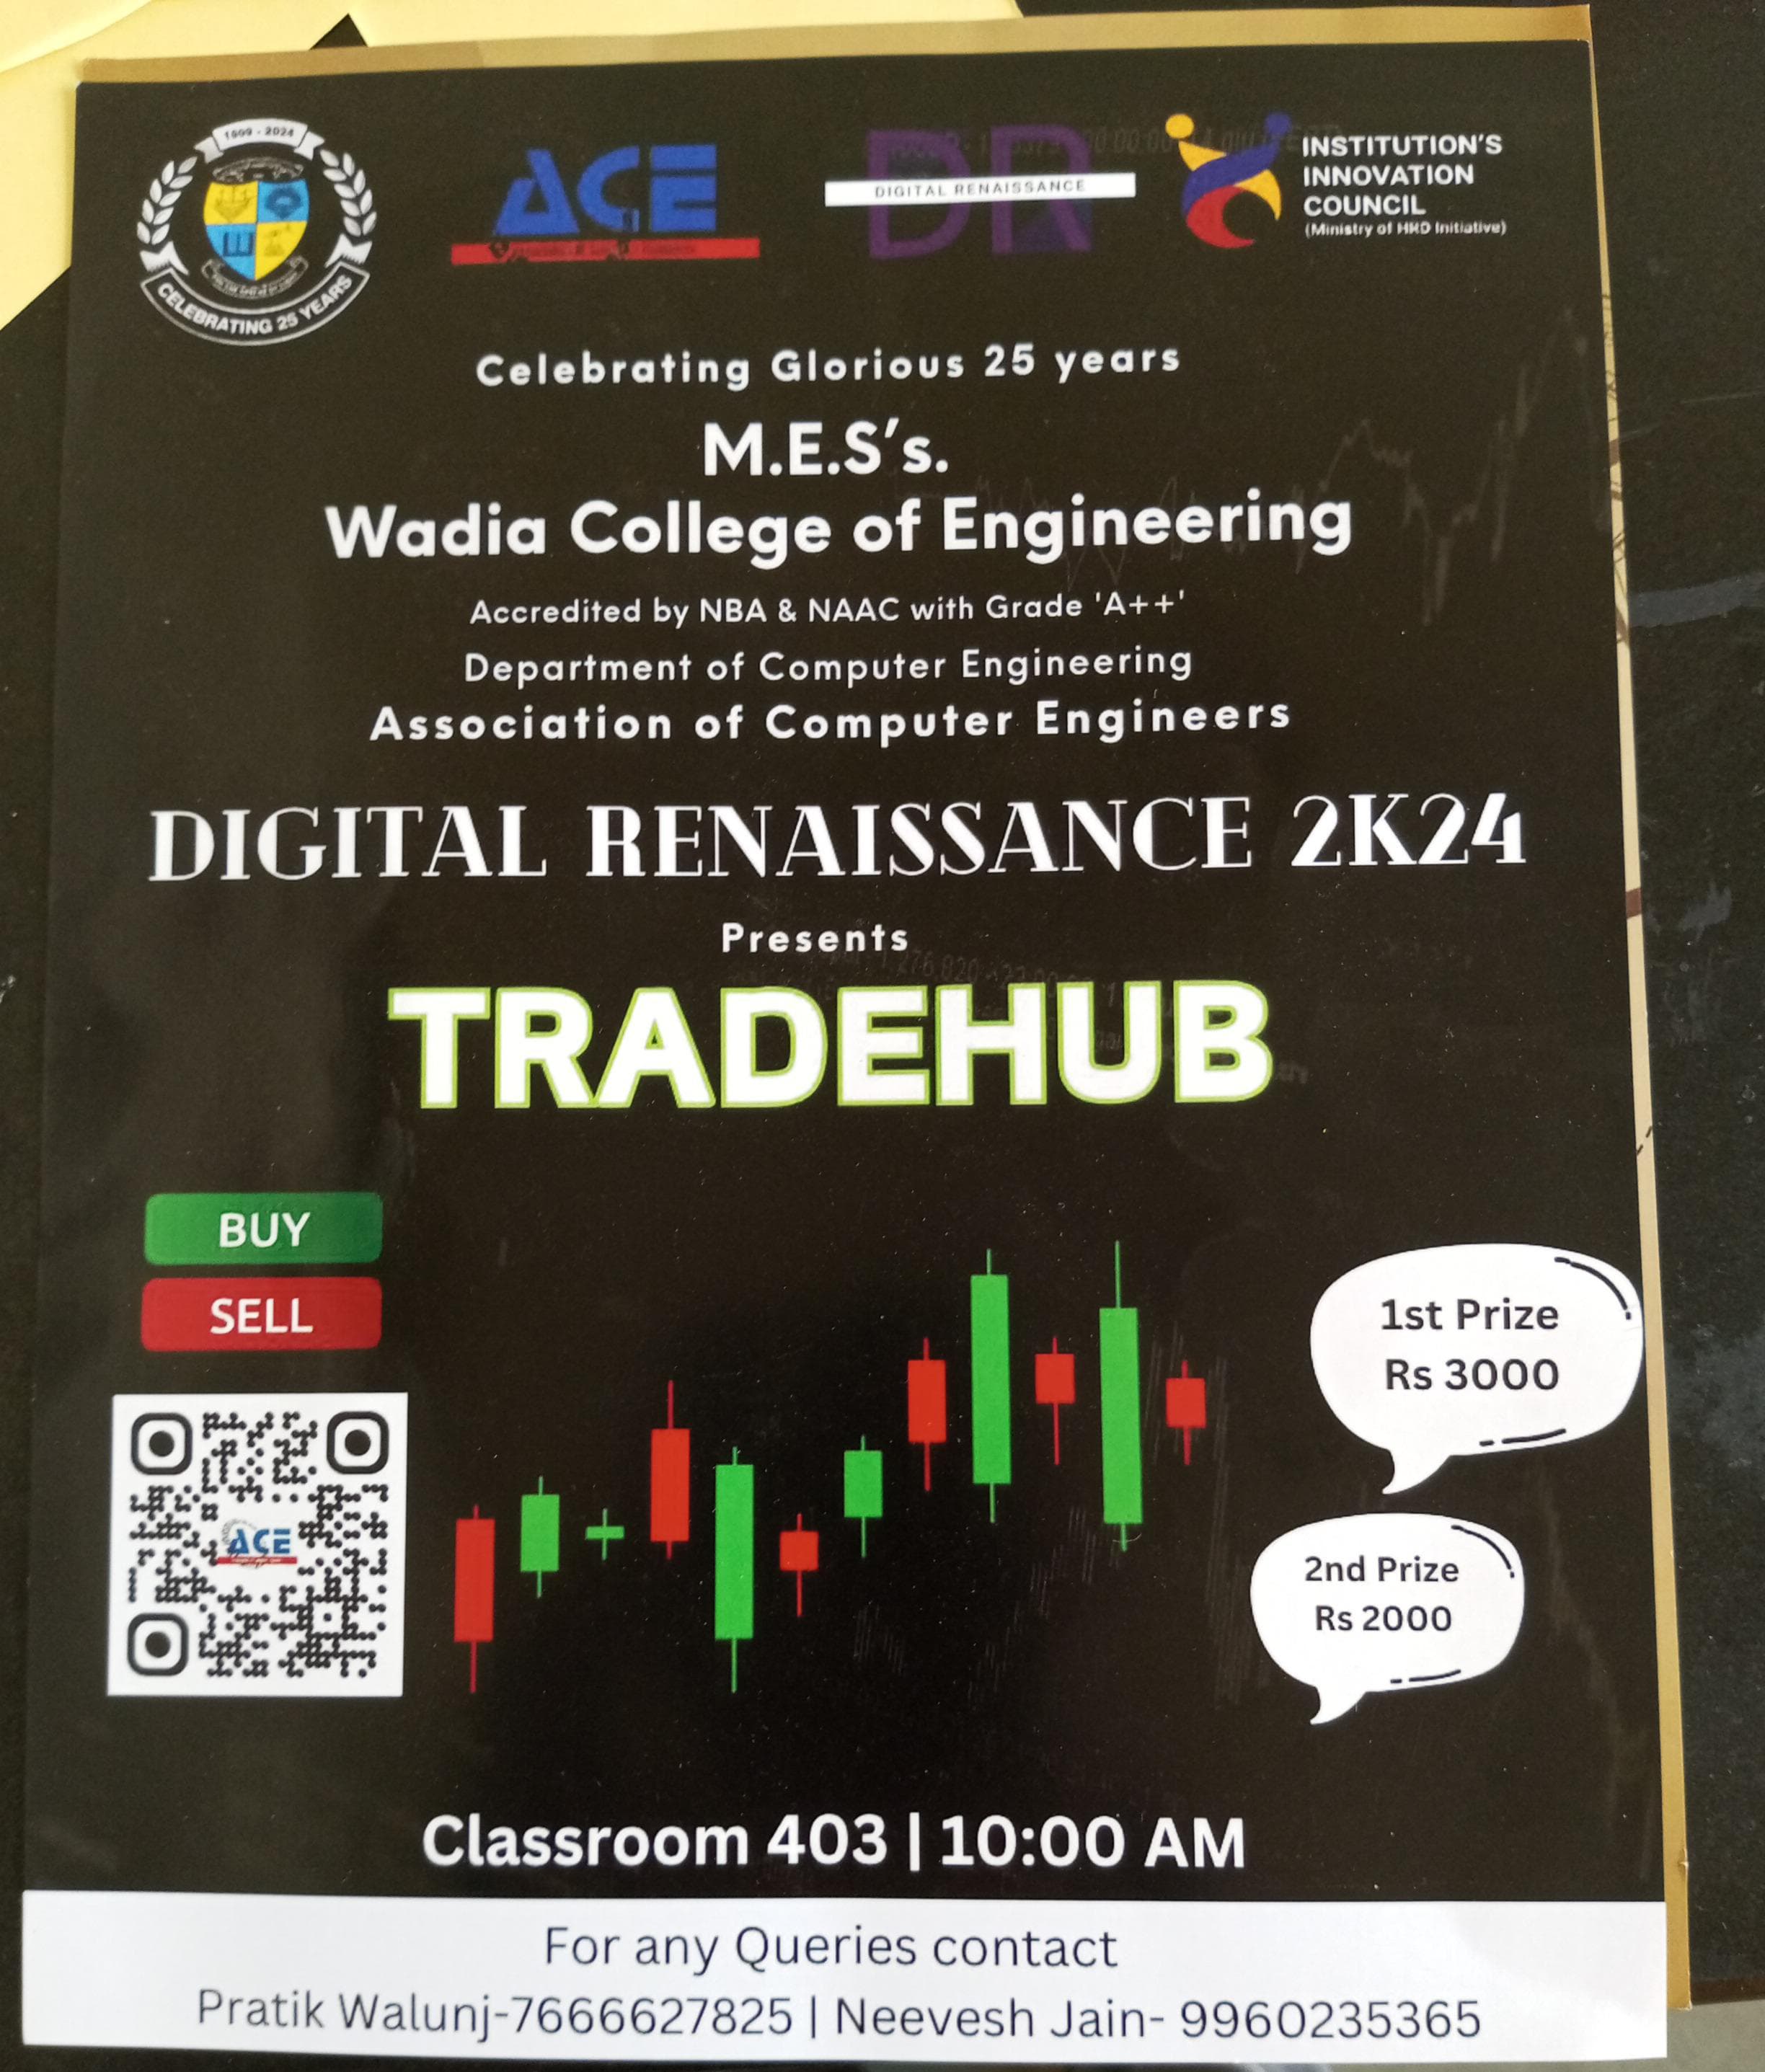 1999 - 2024
CELEBRATING 25 YEARS
ACE
DR
DIGITAL RENAISSANCE
INSTITUTION'S
INNOVATION
COUNCIL
(Ministry of HRD Initiative)
Celebrating Glorious 25 years
M.E.S's.
Wadia College of Engineering
Accredited by NBA & NAAC with Grade 'A++'
Department of Computer Engineering
Association of Computer Engineers
DIGITAL RENAISSANCE 2K24
Presents
TRADEHUB
BUY
SELL
ACE
1st Prize
Rs 3000
2nd Prize
Rs 2000
Classroom 403 | 10:00 AM
For any Queries contact
Pratik Walunj-7666627825 | Neevesh Jain- 9960235365